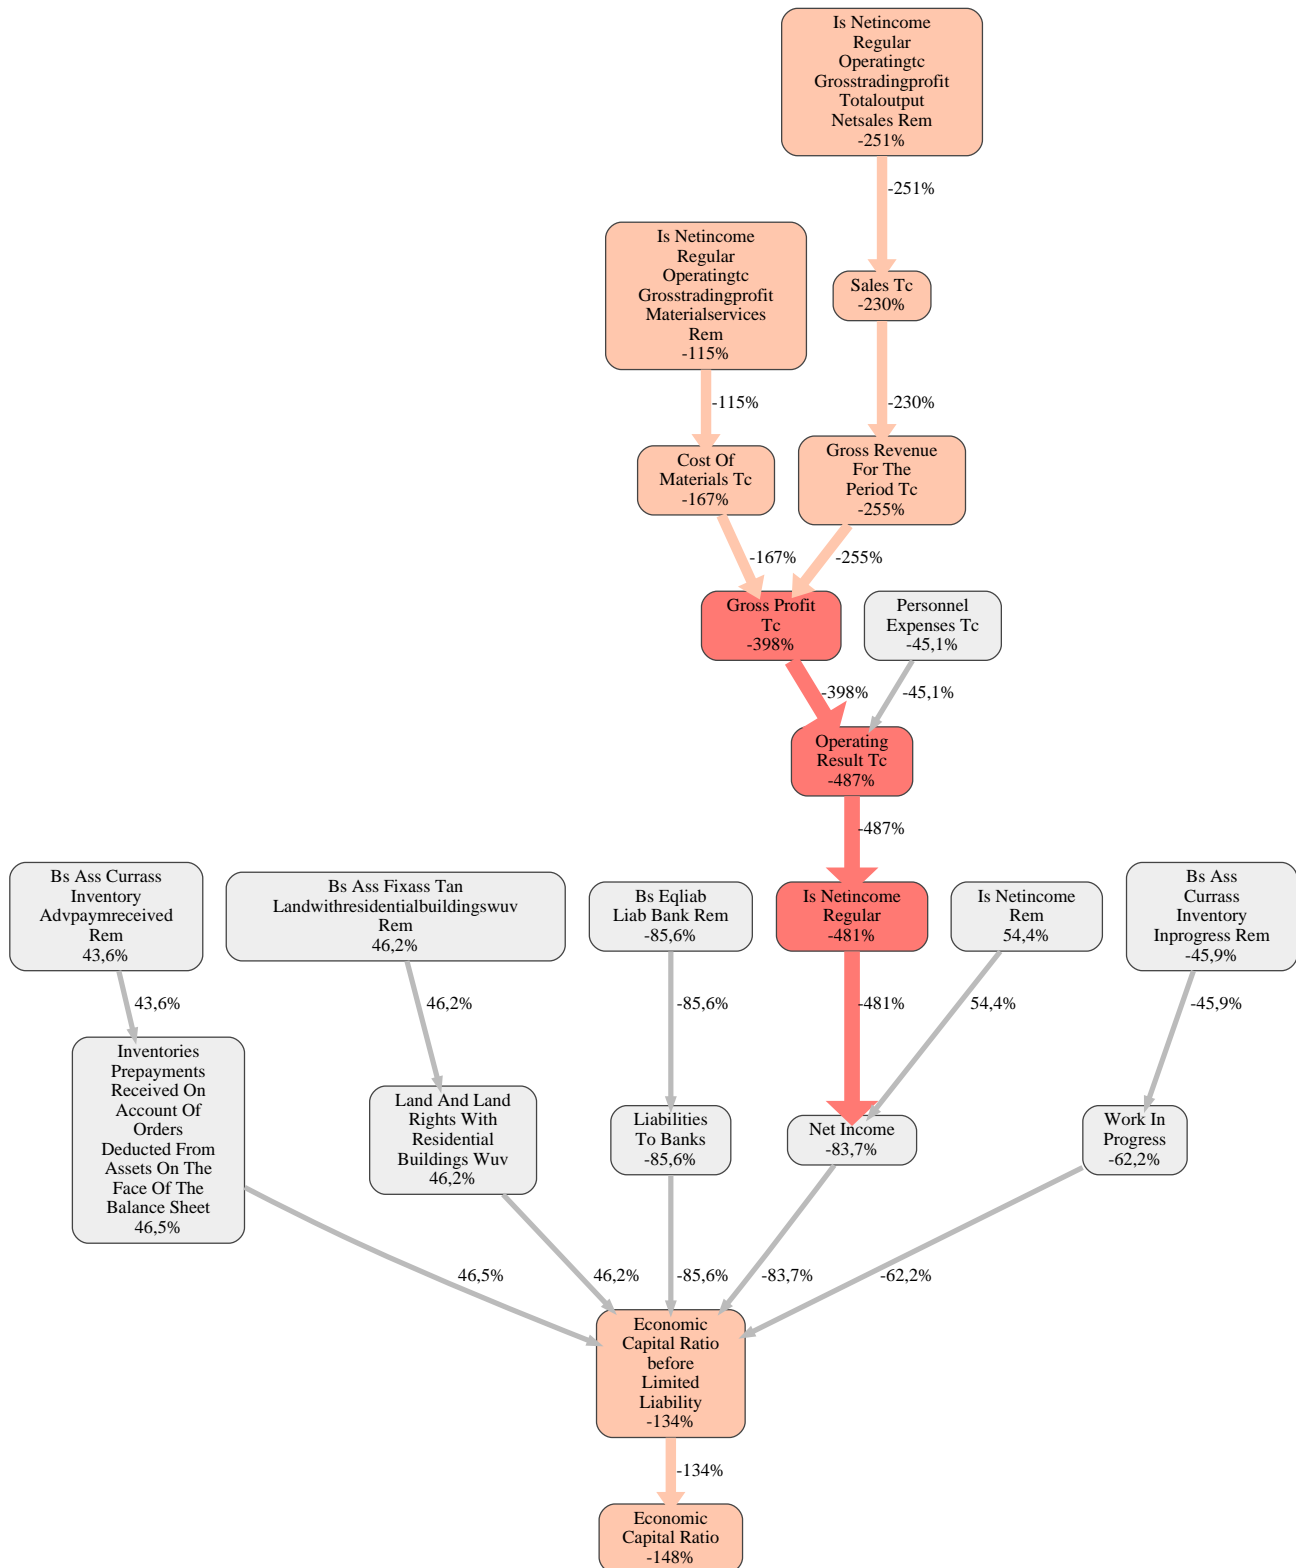 Is Netincome
Regular
Operatingtc
Grosstradingprofit
Totaloutput
Netsales Rem
-251%
-251%
Is Netincome
Regular
Operatingtc
Grosstradingprofit
Materialservices
Rem
-115%
Sales Tc
-230%
-115%
-230%
Cost Of
Materials Tc
-167%
Gross Revenue
For The
Period Tc
-255%
-167%
-255%
Gross Profit
Tc
-398%
Personnel
Expenses Tc
-45,1%
-398%
-45,1%
Operating
Result Tc
-487%
-487%
Bs Ass Currass
Inventory
Advpaymreceived
Rem
43,6%
Bs Ass Fixass Tan
Landwithresidentialbuildingswuv
Rem
46,2%
Bs Eqliab
Liab Bank Rem
-85,6%
Is Netincome
Regular
-481%
Is Netincome
Rem
54,4%
Bs Ass
Currass
Inventory
Inprogress Rem
-45,9%
43,6%
46,2%
-85,6%
-481%
54,4%
-45,9%
Inventories
Prepayments
Received On
Account Of
Orders
Deducted From
Assets On The
Face Of The
Balance Sheet
46,5%
Land And Land
Rights With
Residential
Buildings Wuv
46,2%
Liabilities
To Banks
-85,6%
Net Income
-83,7%
Work In
Progress
-62,2%
46,5%
46,2%
-85,6%
-83,7%
-62,2%
Economic
Capital Ratio
before
Limited
Liability
-134%
-134%
Economic
Capital Ratio
-148%